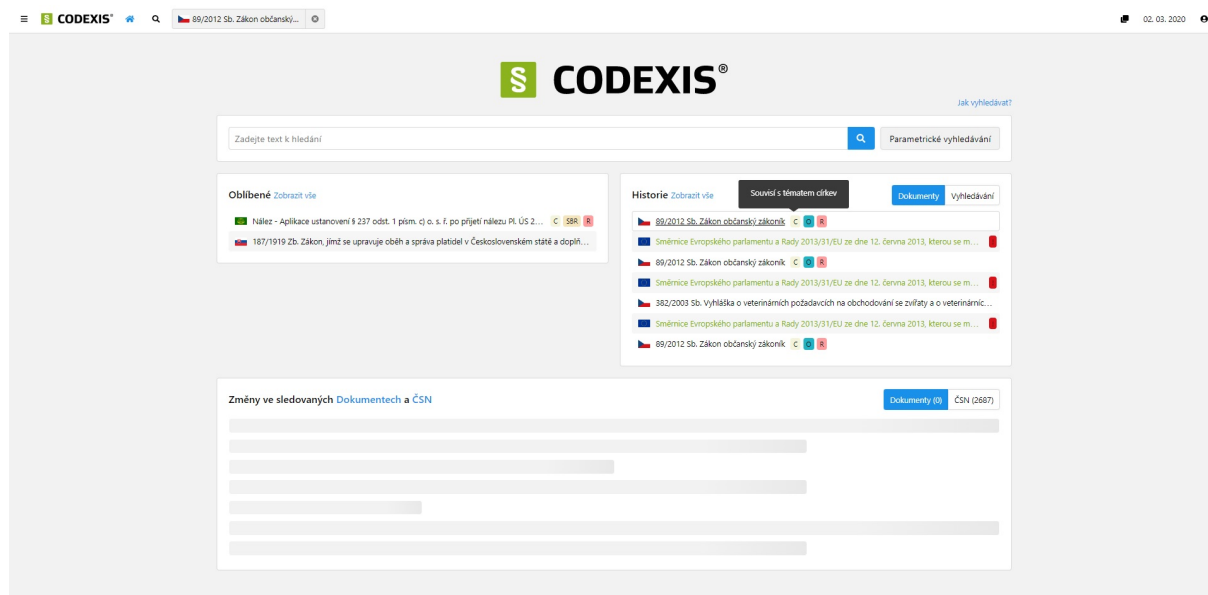 § CODEXIS® 89/2012 Sb. Zákon občanský... 02. 03. 2020
§ CODEXIS®
Jak vyhledávat?
Zadejte text k hledání Parametrické vyhledávání
Oblíbené Zobrazit vše
Nález - Aplikace ustanovení § 237 odst. 1 písm. c) o. s. ř. po přijetí nálezu Pl. ÚS 2... C SBR R
187/1919 Zb. Zákon, jímž se upravuje oběh a správa platidel v Československém státě a doplň...
Souvisí s tématem církev
Historie Zobrazit vše Dokumenty Vyhledávání
89/2012 Sb. Zákon občanský zákoník C O R
Směrnice Evropského parlamentu a Rady 2013/31/EU ze dne 12. června 2013, kterou se m...
89/2012 Sb. Zákon občanský zákoník C O R
Směrnice Evropského parlamentu a Rady 2013/31/EU ze dne 12. června 2013, kterou se m...
382/2003 Sb. Vyhláška o veterinárních požadavcích na obchodování se zvířaty a o veterinárníc...
Směrnice Evropského parlamentu a Rady 2013/31/EU ze dne 12. června 2013, kterou se m...
89/2012 Sb. Zákon občanský zákoník C O R
Změny ve sledovaných Dokumentech a ČSN Dokumenty (0) ČSN (2687)